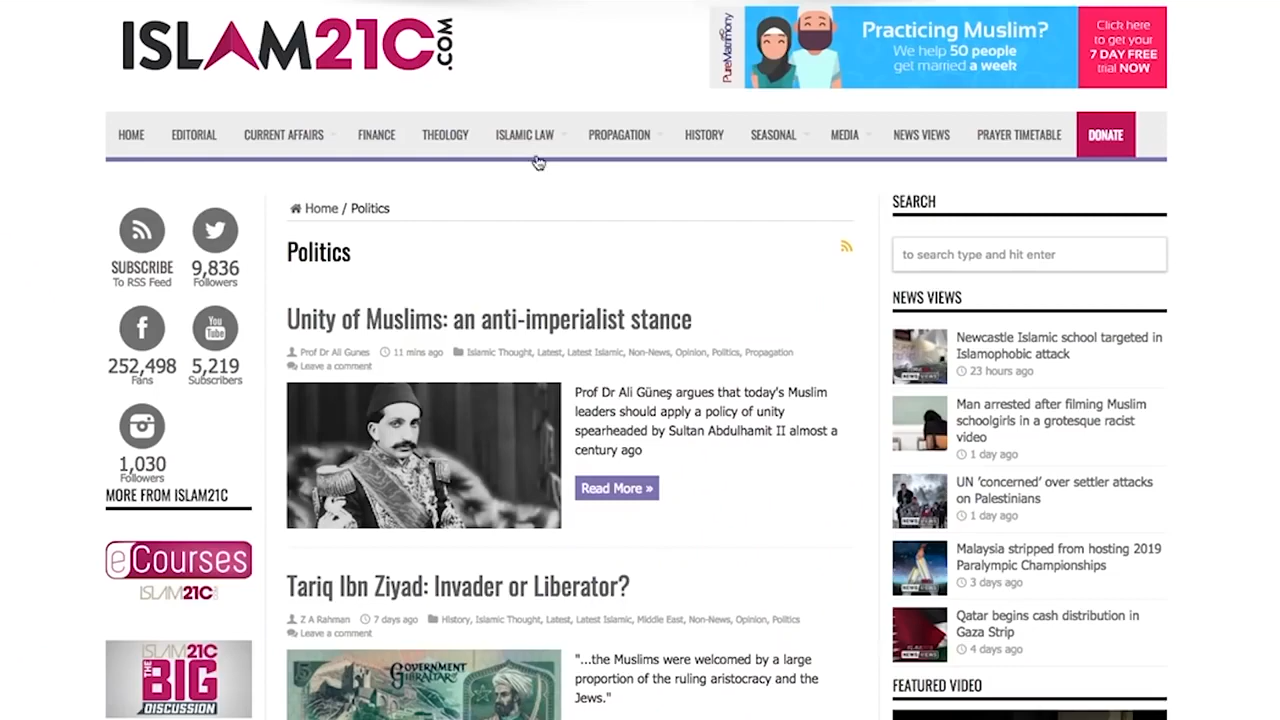 ISLAM21C.COM
PureMatrimony
Practicing Muslim?
We help 50 people
get married a week
Click here
to get your
7 DAY FREE
trial NOW
HOME EDITORIAL CURRENT AFFAIRS FINANCE THEOLOGY ISLAMIC LAW PROPAGATION HISTORY SEASONAL MEDIA NEWS VIEWS PRAYER TIMETABLE DONATE
SUBSCRIBE
To RSS Feed
9,836
Followers
f
252,498
Fans
You
Tube
5,219
Subscribers
1,030
Followers
MORE FROM ISLAM21C
eCourses
ISLAM21C
ISLAM21C
THE BIG
DISCUSSION
Home / Politics
Politics
Unity of Muslims: an anti-imperialist stance
Prof Dr Ali Gunes 11 mins ago Islamic Thought, Latest, Latest Islamic, Non-News, Opinion, Politics, Propagation
Leave a comment
Prof Dr Ali Güneş argues that today's Muslim
leaders should apply a policy of unity
spearheaded by Sultan Abdulhamit II almost a
century ago
Read More »
Tariq Ibn Ziyad: Invader or Liberator?
Z A Rahman 7 days ago History, Islamic Thought, Latest, Latest Islamic, Middle East, Non-News, Opinion, Politics
Leave a comment
5
GOVERNMENT
GIBRALTAR
"...the Muslims were welcomed by a large
proportion of the ruling aristocracy and the
Jews."
SEARCH
to search type and hit enter
NEWS VIEWS
Newcastle Islamic school targeted in
Islamophobic attack
23 hours ago
Man arrested after filming Muslim
schoolgirls in a grotesque racist
video
1 day ago
UN 'concerned' over settler attacks
on Palestinians
1 day ago
NEWS VIEWS
Malaysia stripped from hosting 2019
Paralympic Championships
3 days ago
NEWS VIEWS
Qatar begins cash distribution in
Gaza Strip
4 days ago
NEWS VIEWS
FEATURED VIDEO